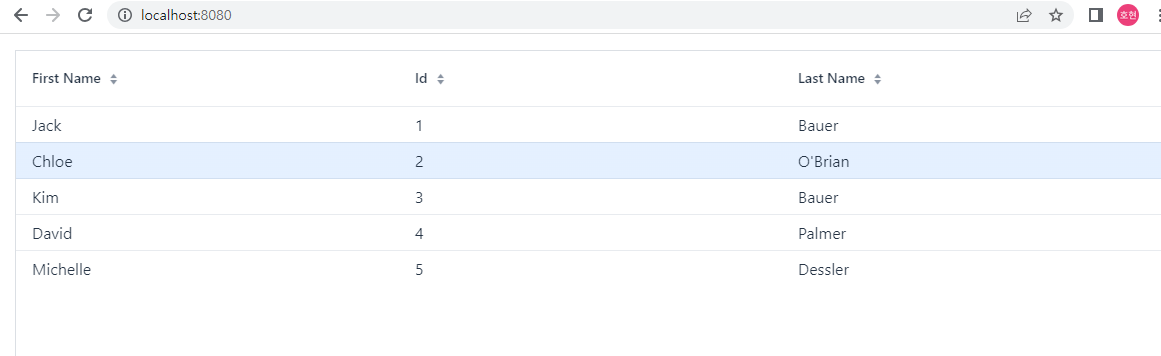 localhost:8080
호현
First Name Id Last Name
Jack 1 Bauer
Chloe 2 O'Brian
Kim 3 Bauer
David 4 Palmer
Michelle 5 Dessler